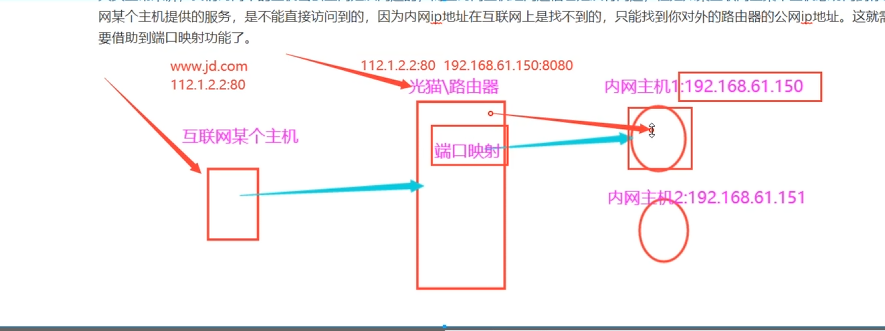 网某个主机提供的服务，是不能直接访问到的，因为内网ip地址在互联网上是找不到的，只能找到你对外的路由器的公网ip地址。这就需
要借助到端口映射功能了。
www.jd.com
112.1.2.2:80
112.1.2.2:80 192.168.61.150:8080
光猫\路由器
内网主机1:192.168.61.150
互联网某个主机
端口映射
内网主机2:192.168.61.151